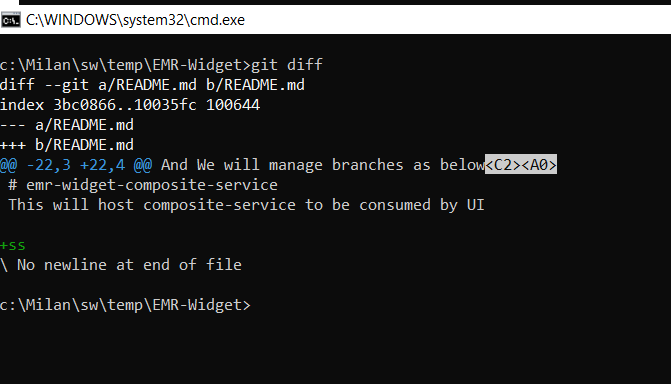 C:\WINDOWS\system32\cmd.exe
c:\Milan\sw\temp\EMR-Widget>git diff
diff --git a/README.md b/README.md
index 3bc0866..10035fc 100644
--- a/README.md
+++ b/README.md
@@ -22,3 +22,4 @@ And We will manage branches as below<C2><A0>
 # emr-widget-composite-service
 This will host composite-service to be consumed by UI
+ss
\ No newline at end of file
c:\Milan\sw\temp\EMR-Widget>